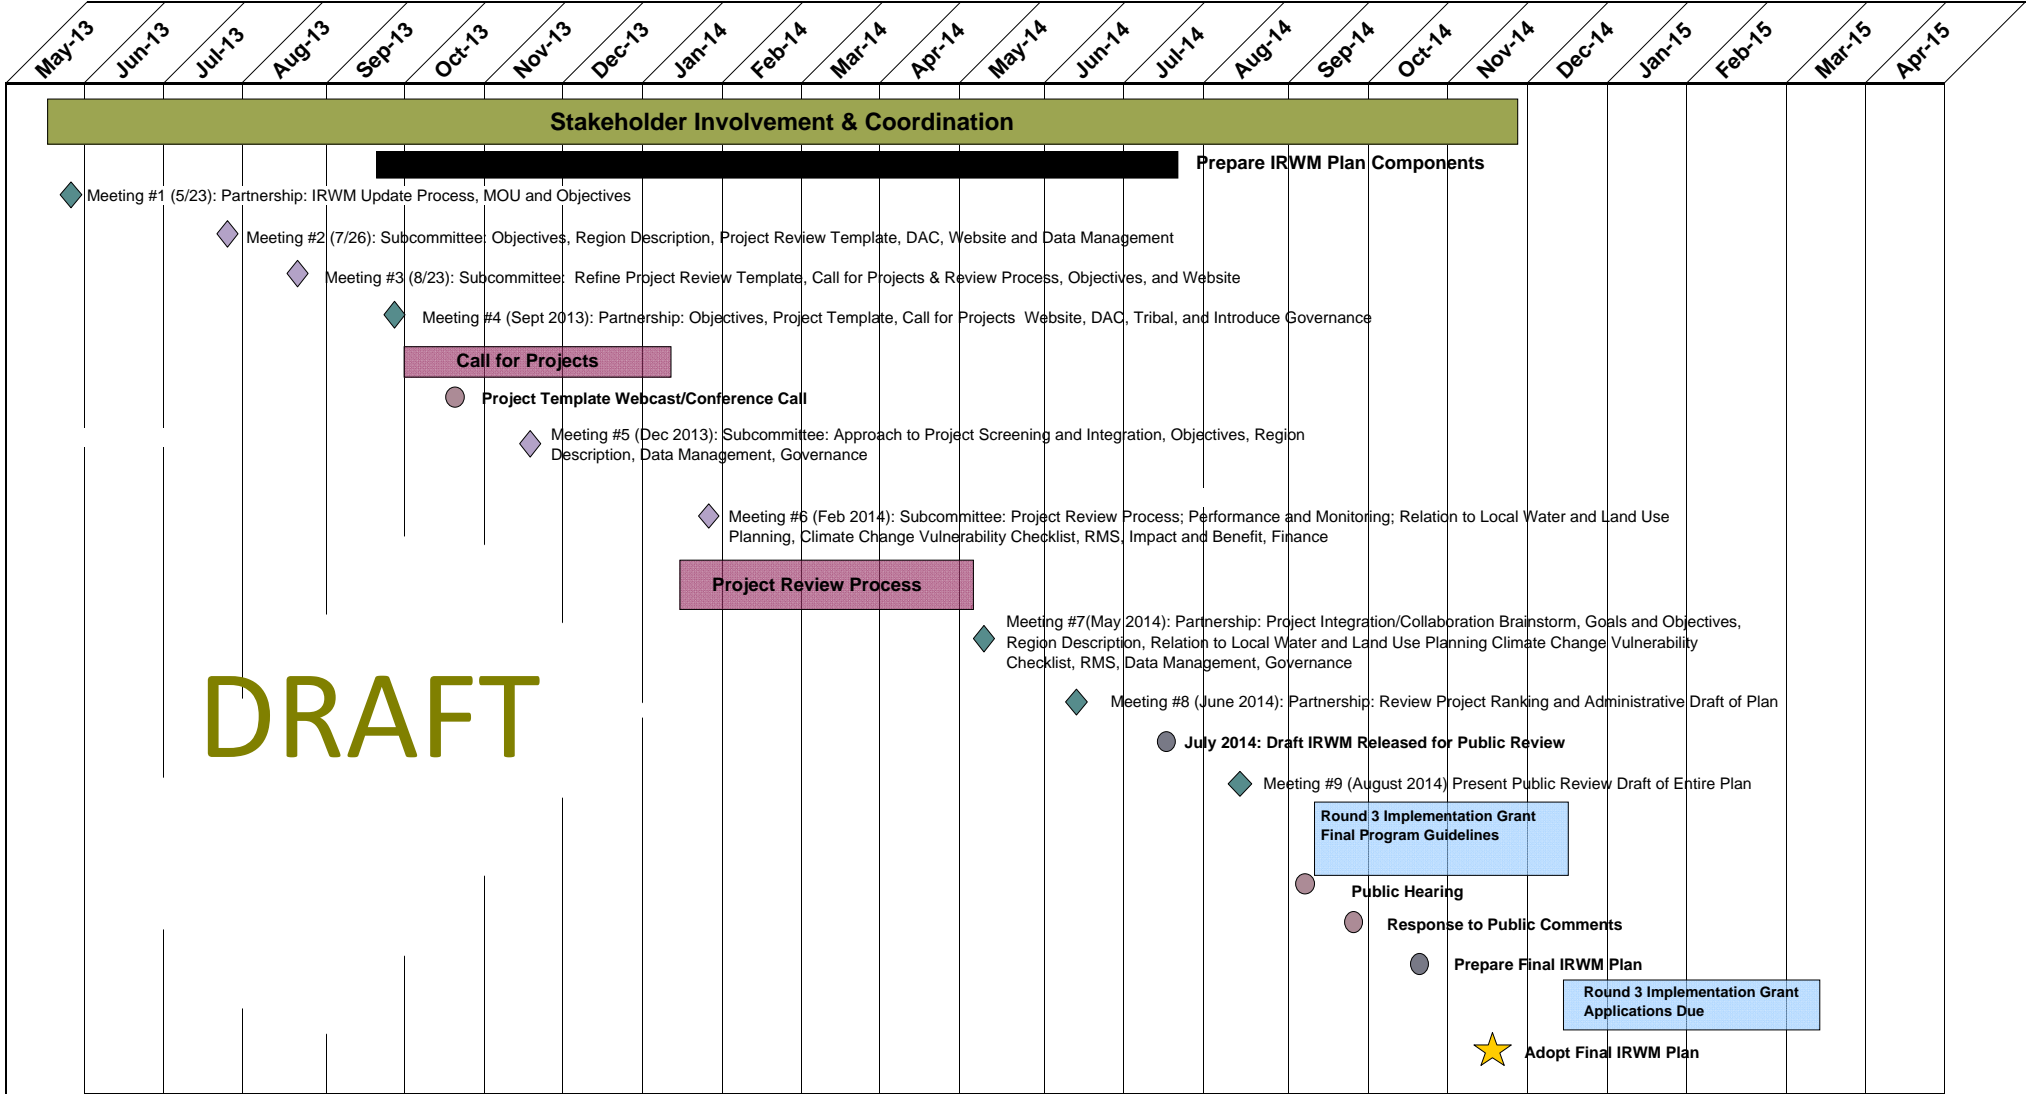 May-13 Jun-13 Jul-13 Aug-13 Sep-13 Oct-13 Nov-13 Dec-13 Jan-14 Feb-14 Mar-14 Apr-14 May-14 Jun-14 Jul-14 Aug-14 Sep-14 Oct-14 Nov-14 Dec-14 Jan-15 Feb-15 Mar-15 Apr-15
Stakeholder Involvement & Coordination
Prepare IRWM Plan Components
Meeting #1 (5/23): Partnership: IRWM Update Process, MOU and Objectives
Meeting #2 (7/26): Subcommittee: Objectives, Region Description, Project Review Template, DAC, Website and Data Management
Meeting #3 (8/23): Subcommittee:  Refine Project Review Template, Call for Projects & Review Process, Objectives, and Website
Meeting #4 (Sept 2013): Partnership: Objectives, Project Template, Call for Projects  Website, DAC, Tribal, and Introduce Governance
Call for Projects
Project Template Webcast/Conference Call
Meeting #5 (Dec 2013): Subcommittee: Approach to Project Screening and Integration, Objectives, Region
Description, Data Management, Governance
Meeting #6 (Feb 2014): Subcommittee: Project Review Process; Performance and Monitoring; Relation to Local Water and Land Use
Planning, Climate Change Vulnerability Checklist, RMS, Impact and Benefit, Finance
Project Review Process
Meeting #7(May 2014): Partnership: Project Integration/Collaboration Brainstorm, Goals and Objectives,
Region Description, Relation to Local Water and Land Use Planning Climate Change Vulnerability
Checklist, RMS, Data Management, Governance
DRAFT
Meeting #8 (June 2014): Partnership: Review Project Ranking and Administrative Draft of Plan
July 2014: Draft IRWM Released for Public Review
Meeting #9 (August 2014) Present Public Review Draft of Entire Plan
Round 3 Implementation Grant
Final Program Guidelines
Public Hearing
Response to Public Comments
Prepare Final IRWM Plan
Round 3 Implementation Grant
Applications Due
Adopt Final IRWM Plan